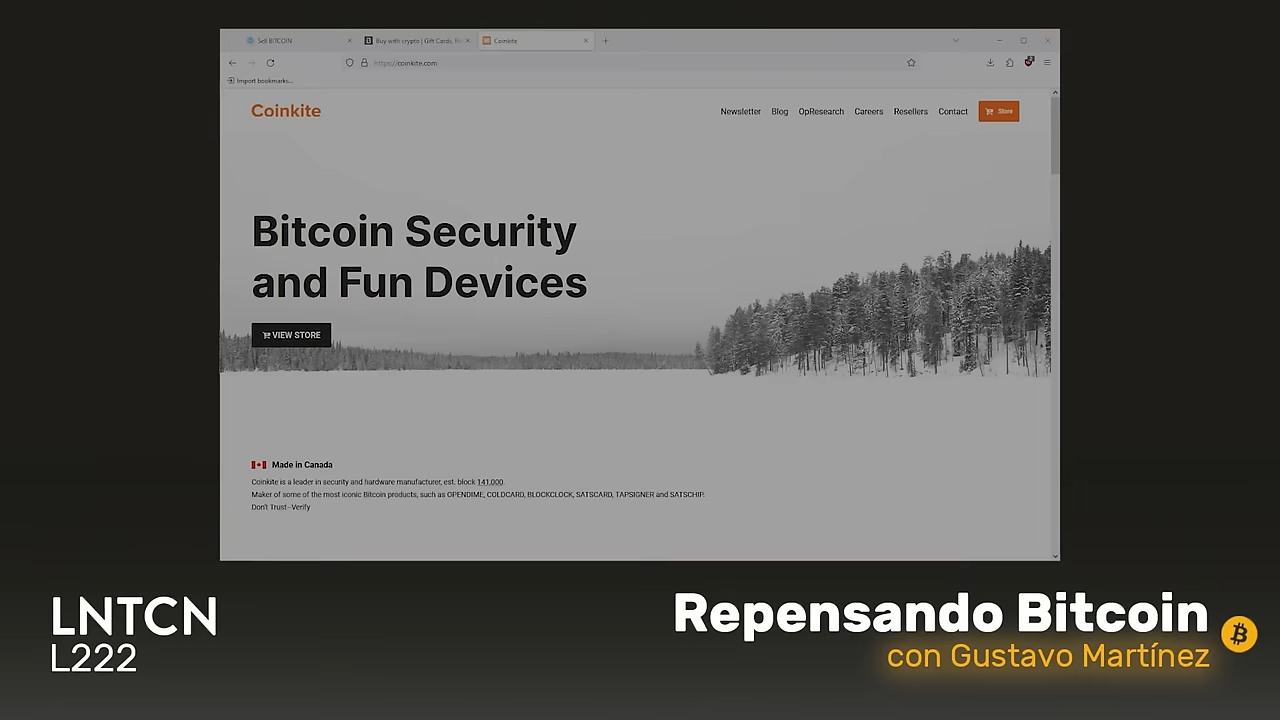 Sell BITCOIN
Buy with crypto | Gift Cards,
Coinkite
https://coinkite.com
Import bookmarks...
Coinkite
Newsletter Blog OpResearch Careers Resellers Contact Store
Bitcoin Security
and Fun Devices
VIEW STORE
Made in Canada
Coinkite is a leader in security and hardware manufacturer, est. block 141,000.
Maker of some of the most iconic Bitcoin products, such as OPENDIME, COLDCARD, BLOCKCLOCK, SATSCARD, TAPSIGNER and SATSCHIP.
Don't Trust--Verify
LNTCN
L222
Repensando Bitcoin
con Gustavo Martínez